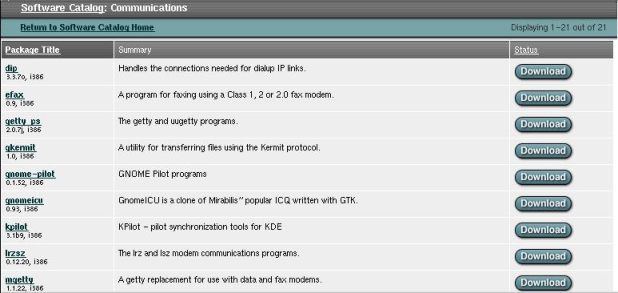 Software Catalog: Communications
Return to Software Catalog Home Displaying 1-21 out of 21
Package Title Summary Status
dip Handles the connections needed for dialup IP links. Download
3.3.7o, i386
efax A program for faxing using a Class 1, 2 or 2.0 fax modem. Download
0.9, i386
getty_ps The getty and uugetty programs. Download
2.0.7j, i386
gkermit A utility for transferring files using the Kermit protocol. Download
1.0, i386
gnome-pilot GNOME Pilot programs Download
0.1.52, i386
gnomeicu GnomeICU is a clone of Mirabilis" popular ICQ written with GTK. Download
0.93, i386
kpilot KPilot - pilot synchronization tools for KDE Download
3.1b9, i386
lrzsz The lrz and lsz modem communications programs. Download
0.12.20, i386
mgetty A getty replacement for use with data and fax modems. Download
1.1.22, i386